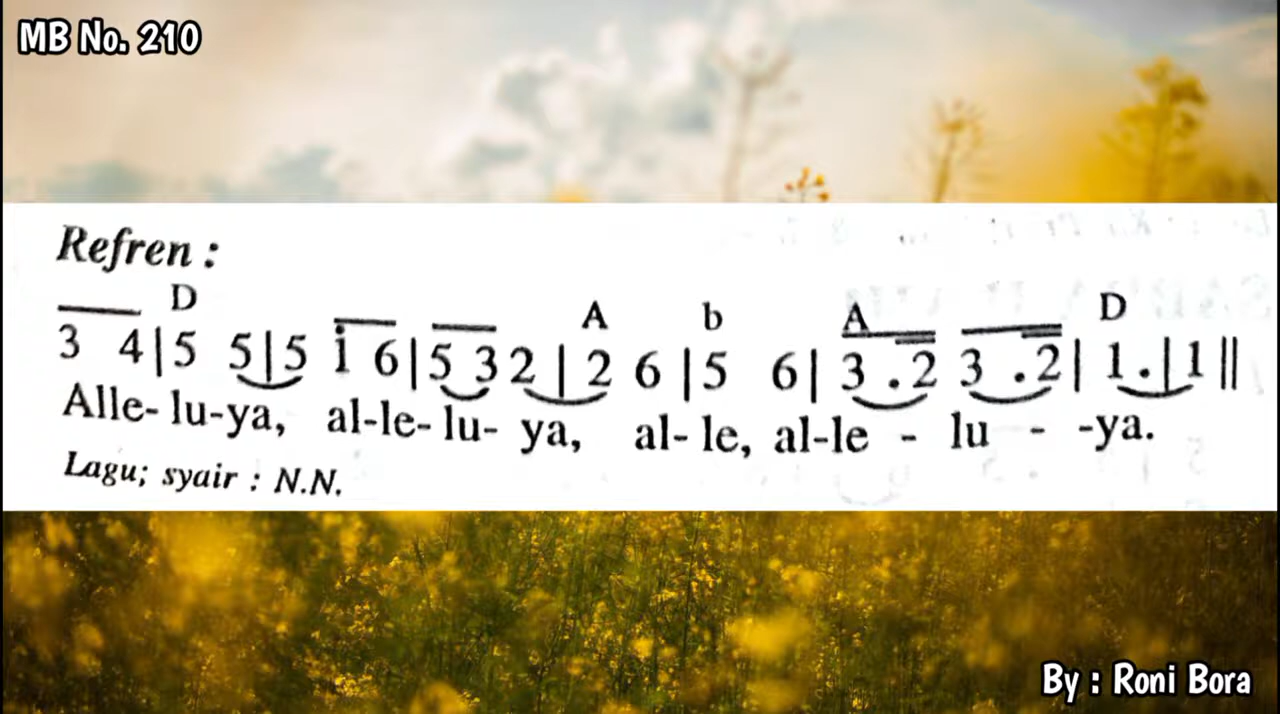 MB No. 210
Refren :
D A b A D
3 4 | 5 5 | 5 i 6 | 5 3 2 | 2 6 | 5 6 | 3 . 2 3 . 2 | 1 . | 1 ||
Alle- lu-ya, al-le- lu- ya, al- le, al-le - lu - -ya.
Lagu; syair : N.N.
By : Roni Bora